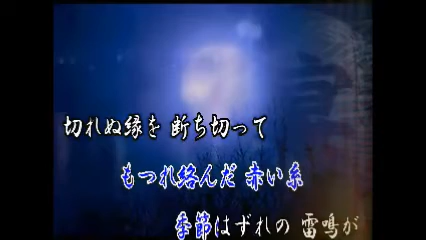 切れぬ縁を 断ち切って
もつれ絡んだ 赤い糸
季節はずれの 雷鳴が